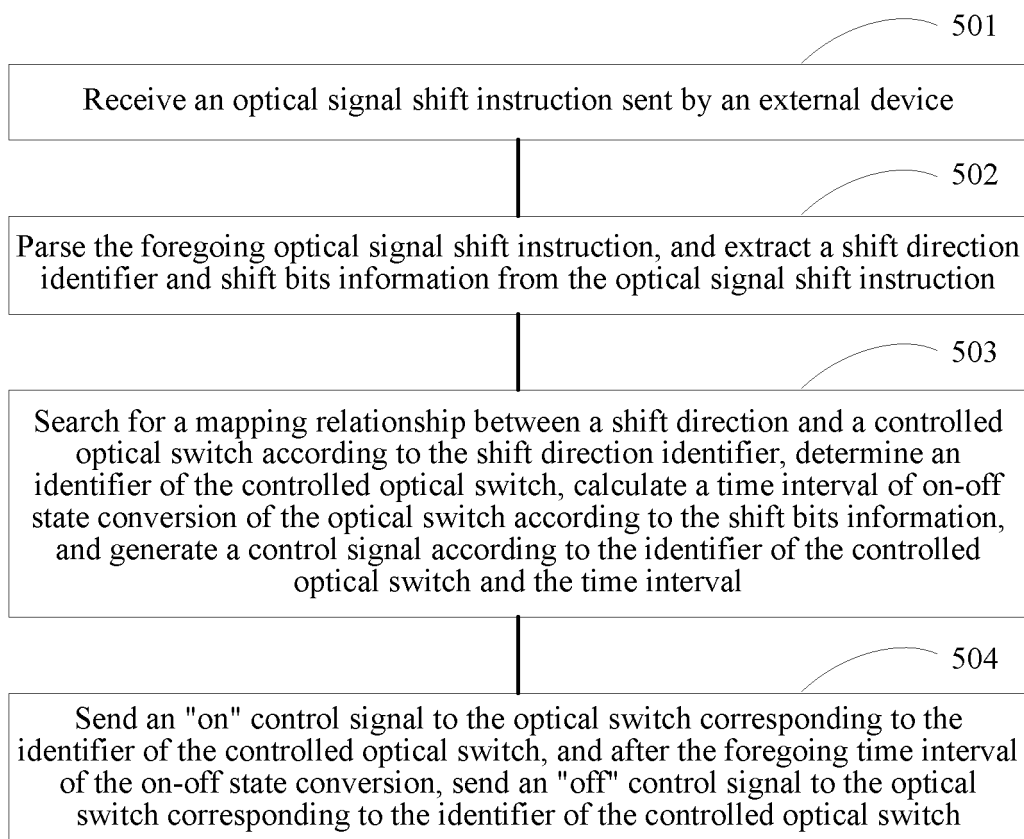 501
Receive an optical signal shift instruction sent by an external device
502
Parse the foregoing optical signal shift instruction, and extract a shift direction
identifier and shift bits information from the optical signal shift instruction
503
Search for a mapping relationship between a shift direction and a controlled
optical switch according to the shift direction identifier, determine an
identifier of the controlled optical switch, calculate a time interval of on-off
state conversion of the optical switch according to the shift bits information,
and generate a control signal according to the identifier of the controlled
optical switch and the time interval
504
Send an "on" control signal to the optical switch corresponding to the
identifier of the controlled optical switch, and after the foregoing time interval
of the on-off state conversion, send an "off" control signal to the optical
switch corresponding to the identifier of the controlled optical switch